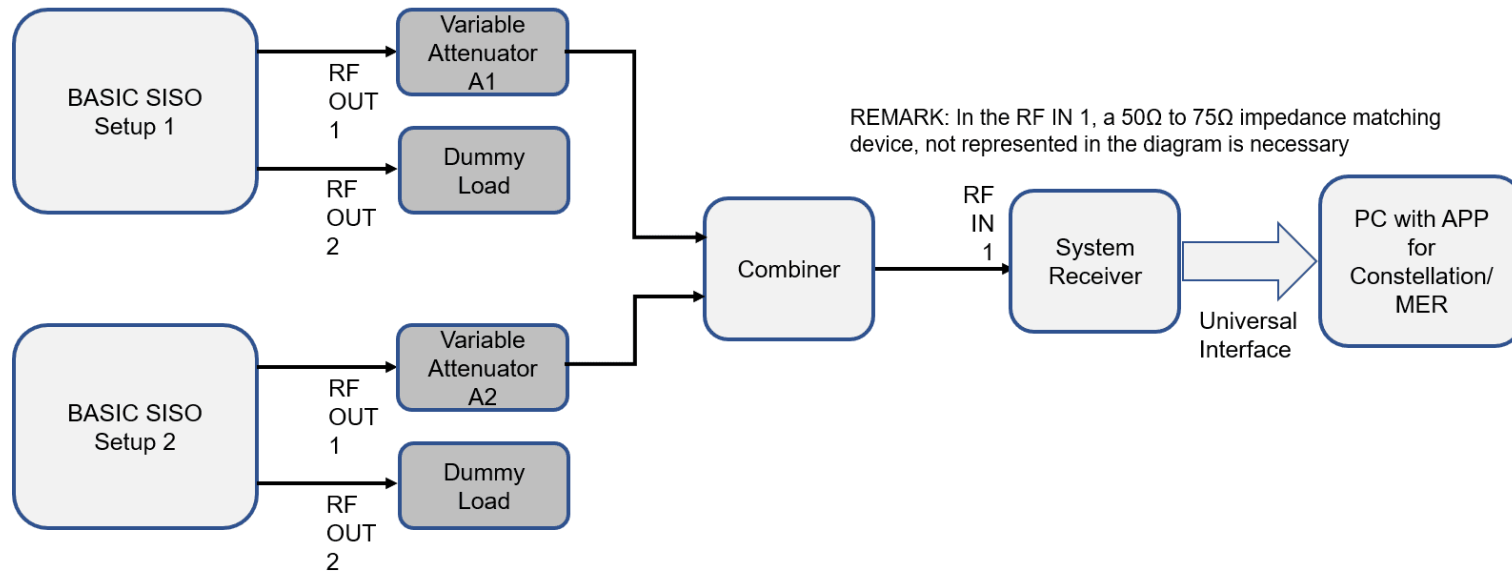 BASIC SISO
Setup 1
RF
OUT
1
RF
OUT
2
Variable
Attenuator
A1
Dummy
Load
BASIC SISO
Setup 2
RF
OUT
1
RF
OUT
2
Variable
Attenuator
A2
Dummy
Load
Combiner
REMARK: In the RF IN 1, a 50Ω to 75Ω impedance matching
device, not represented in the diagram is necessary
RF
IN
1
System
Receiver
Universal
Interface
PC with APP
for
Constellation/
MER